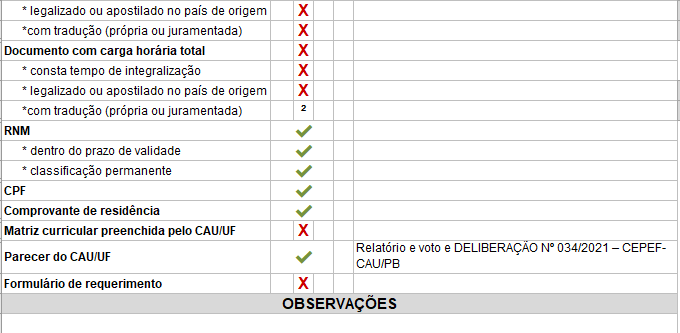 * legalizado ou apostilado no país de origem X
*com tradução (própria ou juramentada) X
Documento com carga horária total X
* consta tempo de integralização X
* legalizado ou apostilado no país de origem X
*com tradução (própria ou juramentada) ²
RNM ✓
* dentro do prazo de validade ✓
* classificação permanente ✓
CPF ✓
Comprovante de residência ✓
Matriz curricular preenchida pelo CAU/UF X
Parecer do CAU/UF ✓ Relatório e voto e DELIBERAÇÃO Nº 034/2021 – CEPEF-
CAU/PB
Formulário de requerimento X
OBSERVAÇÕES